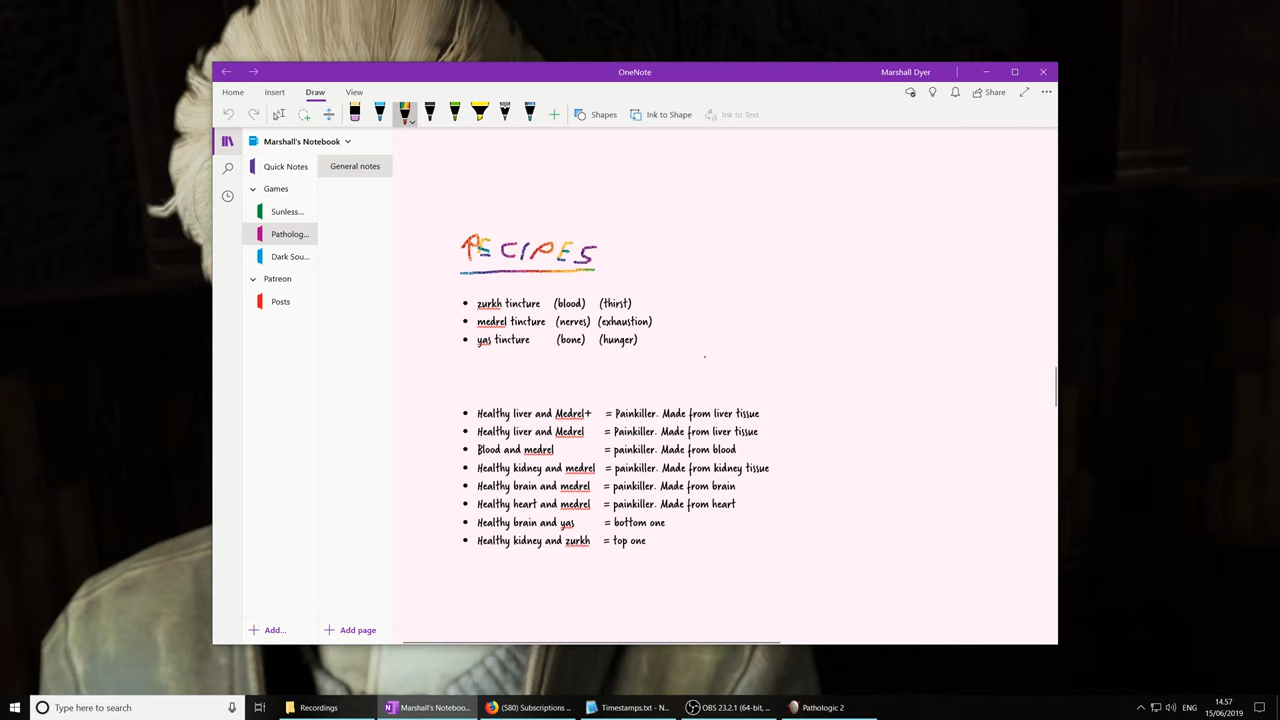 OneNote
Marshall Dyer
Home
Insert
Draw
View
Share
Shapes
Ink to Shape
Ink to Text
Marshall's Notebook
Quick Notes
General notes
Games
Sunless...
Patholog...
Dark Sou...
Patreon
Posts
RECIPES
• zurkh tincture (blood) (thirst)
• medrel tincture (nerves) (exhaustion)
• yas tincture (bone) (hunger)
• Healthy liver and Medrel+ = Painkiller. Made from liver tissue
• Healthy liver and Medrel = Painkiller. Made from liver tissue
• Blood and medrel = painkiller. Made from blood
• Healthy kidney and medrel = painkiller. Made from kidney tissue
• Healthy brain and medrel = painkiller. Made from brain
• Healthy heart and medrel = painkiller. Made from heart
• Healthy brain and yas = bottom one
• Healthy kidney and zurkh = top one
Add...
Add page
Type here to search
Recordings
Marshall's Noteboo...
(580) Subscriptions ...
Timestamps.txt - N...
OBS 23.2.1 (64-bit, ...
Pathologic 2
ENG
14.57
15/06/2019